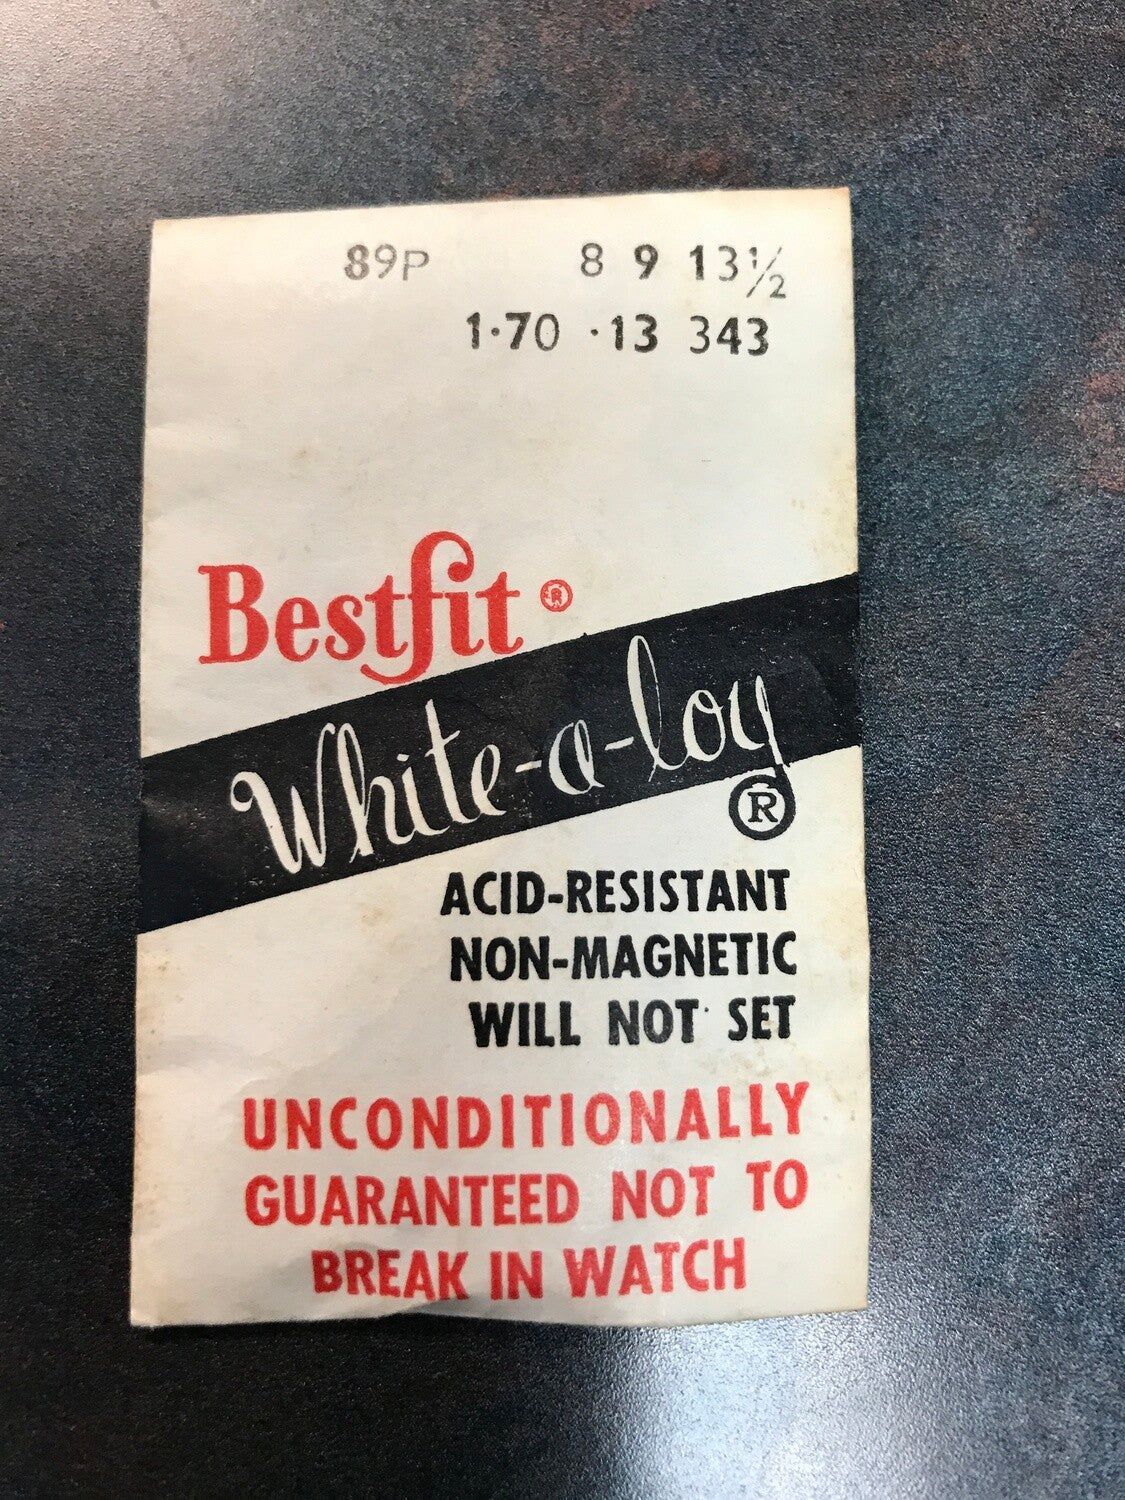 89P 8 9 13½
1·70 ·13 343
Bestfit ®
White-a-loy
®
ACID-RESISTANT
NON-MAGNETIC
WILL NOT SET
UNCONDITIONALLY
GUARANTEED NOT TO
BREAK IN WATCH